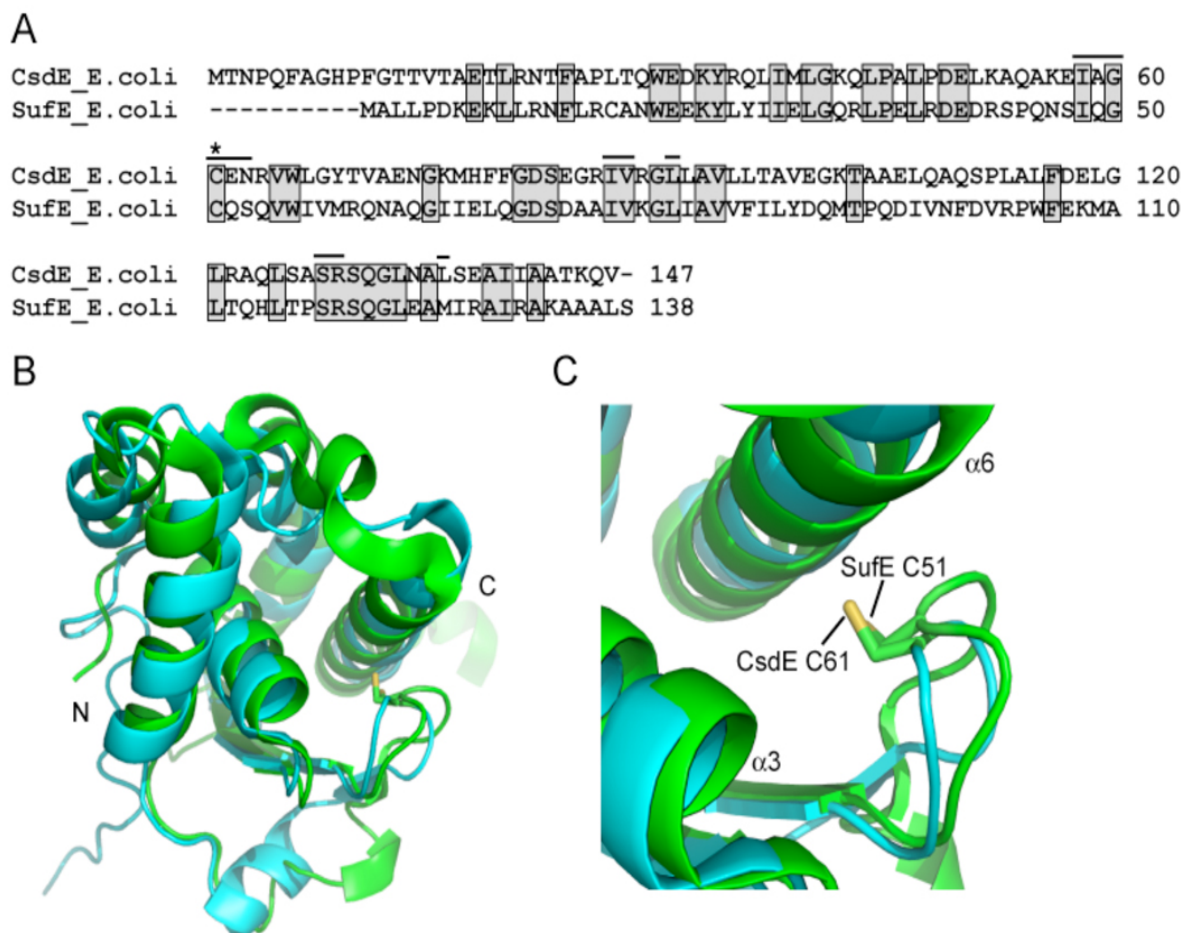 A
CsdE_E.coli MTNPQFAGHPFGTTVTAETLRNTFAPLTQWEDKYRQLIMLGKQLPALPDELKAQAKEIAG 60
SufE_E.coli ----------MALLPDKEKLLRNFLRCANWEEKYLYIIELGQRLPELRDEDRSPQNSIQG 50
*
CsdE_E.coli CENRVWLGYTVAENGKMHFFGDSEGRIVRGLLAVLLTAVEGKTAAELQAQSPLALFDELG 120
SufE_E.coli CQSQVWIVMRQNAQGIIELQGDSDAAIVKGLIAVVFILYDQMTPQDIVNFDVRPWFEKMA 110
CsdE_E.coli LRAQLSASRSQGLNALSEAIIAATKQV- 147
SufE_E.coli LTQHLTPSRSQGLEAMIRAIRAKAAALS 138
B
C
C
N
α6
SufE C51
CsdE C61
α3